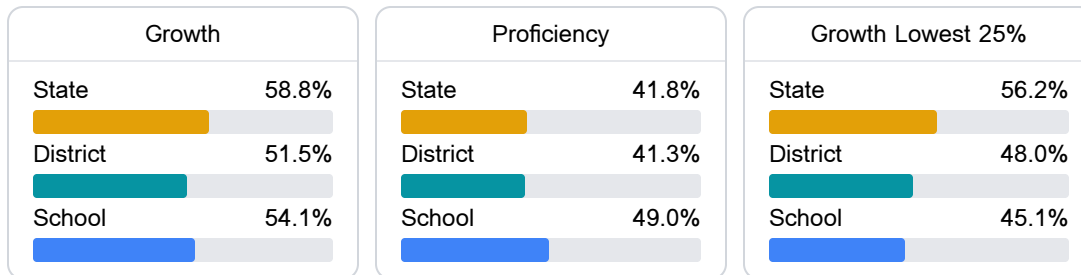 Growth
State 58.8%
District 51.5%
School 54.1%
Proficiency
State 41.8%
District 41.3%
School 49.0%
Growth Lowest 25%
State 56.2%
District 48.0%
School 45.1%